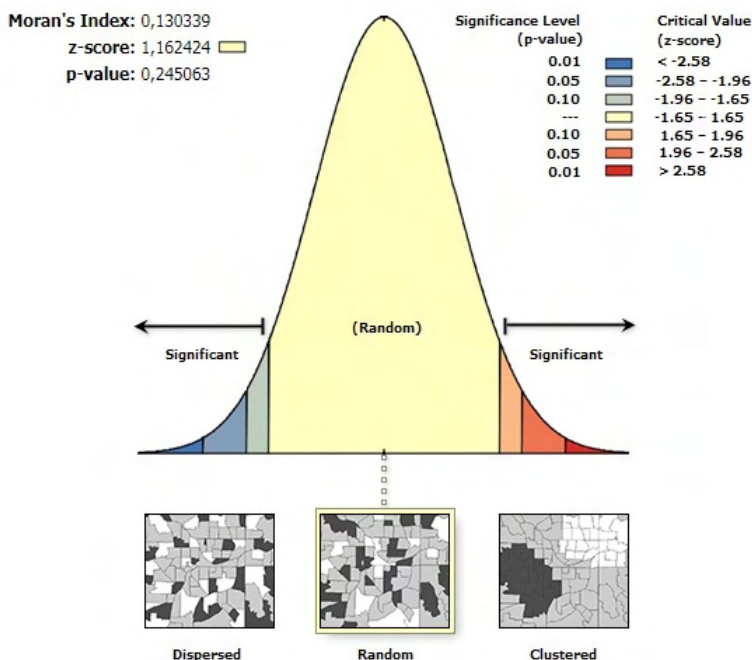 Moran's Index: 0,130339
z-score: 1,162424
p-value: 0,245063
Significance Level
(p-value)
Critical Value
(z-score)
0.01 < -2.58
0.05 -2.58 – -1.96
0.10 -1.96 – -1.65
--- -1.65 – 1.65
0.10 1.65 – 1.96
0.05 1.96 – 2.58
0.01 > 2.58
(Random)
Significant
Significant
Dispersed
Random
Clustered